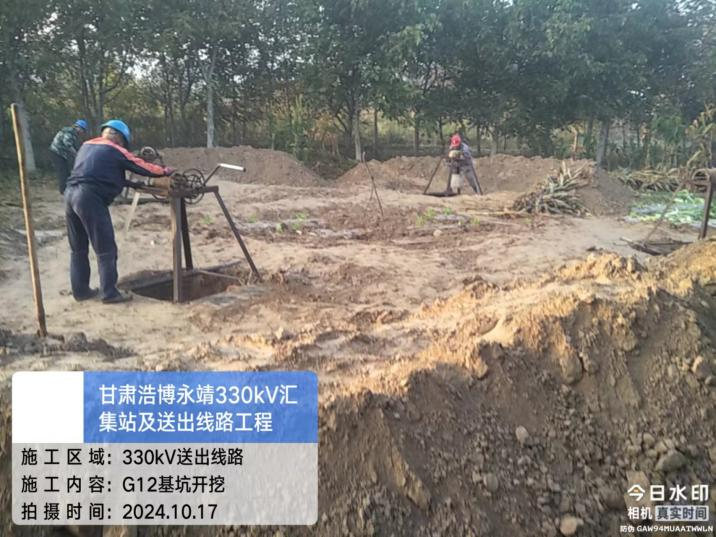 甘肃浩博永靖330kV汇
集站及送出线路工程
施工区域：330kV送出线路
施工内容：G12基坑开挖
拍摄时间：2024.10.17
今日水印
相机 真实时间
防伪 GAW94MUAATWWLN